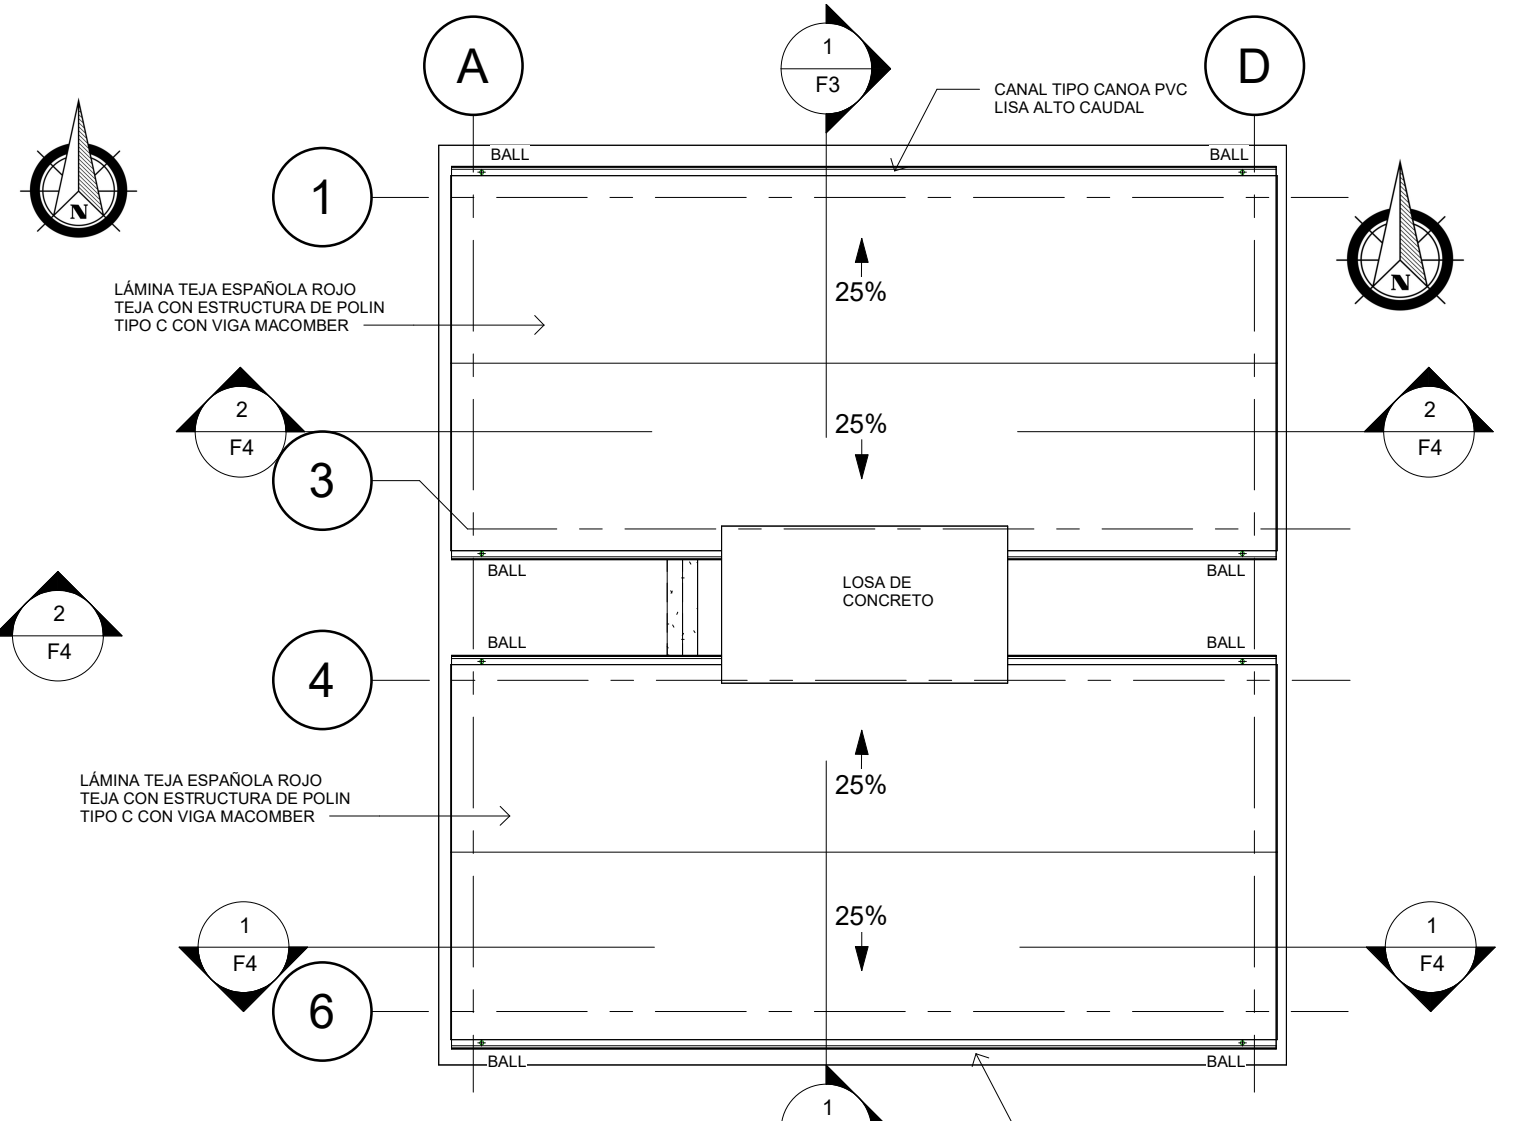 A
1
F3
D
CANAL TIPO CANOA PVC
LISA ALTO CAUDAL
BALL
BALL
1
N
N
25%
LÁMINA TEJA ESPAÑOLA ROJO
TEJA CON ESTRUCTURA DE POLIN
TIPO C CON VIGA MACOMBER
2
F4
25%
2
F4
3
BALL
BALL
LOSA DE
CONCRETO
2
F4
BALL
BALL
4
25%
LÁMINA TEJA ESPAÑOLA ROJO
TEJA CON ESTRUCTURA DE POLIN
TIPO C CON VIGA MACOMBER
1
F4
25%
1
F4
6
BALL
BALL
1